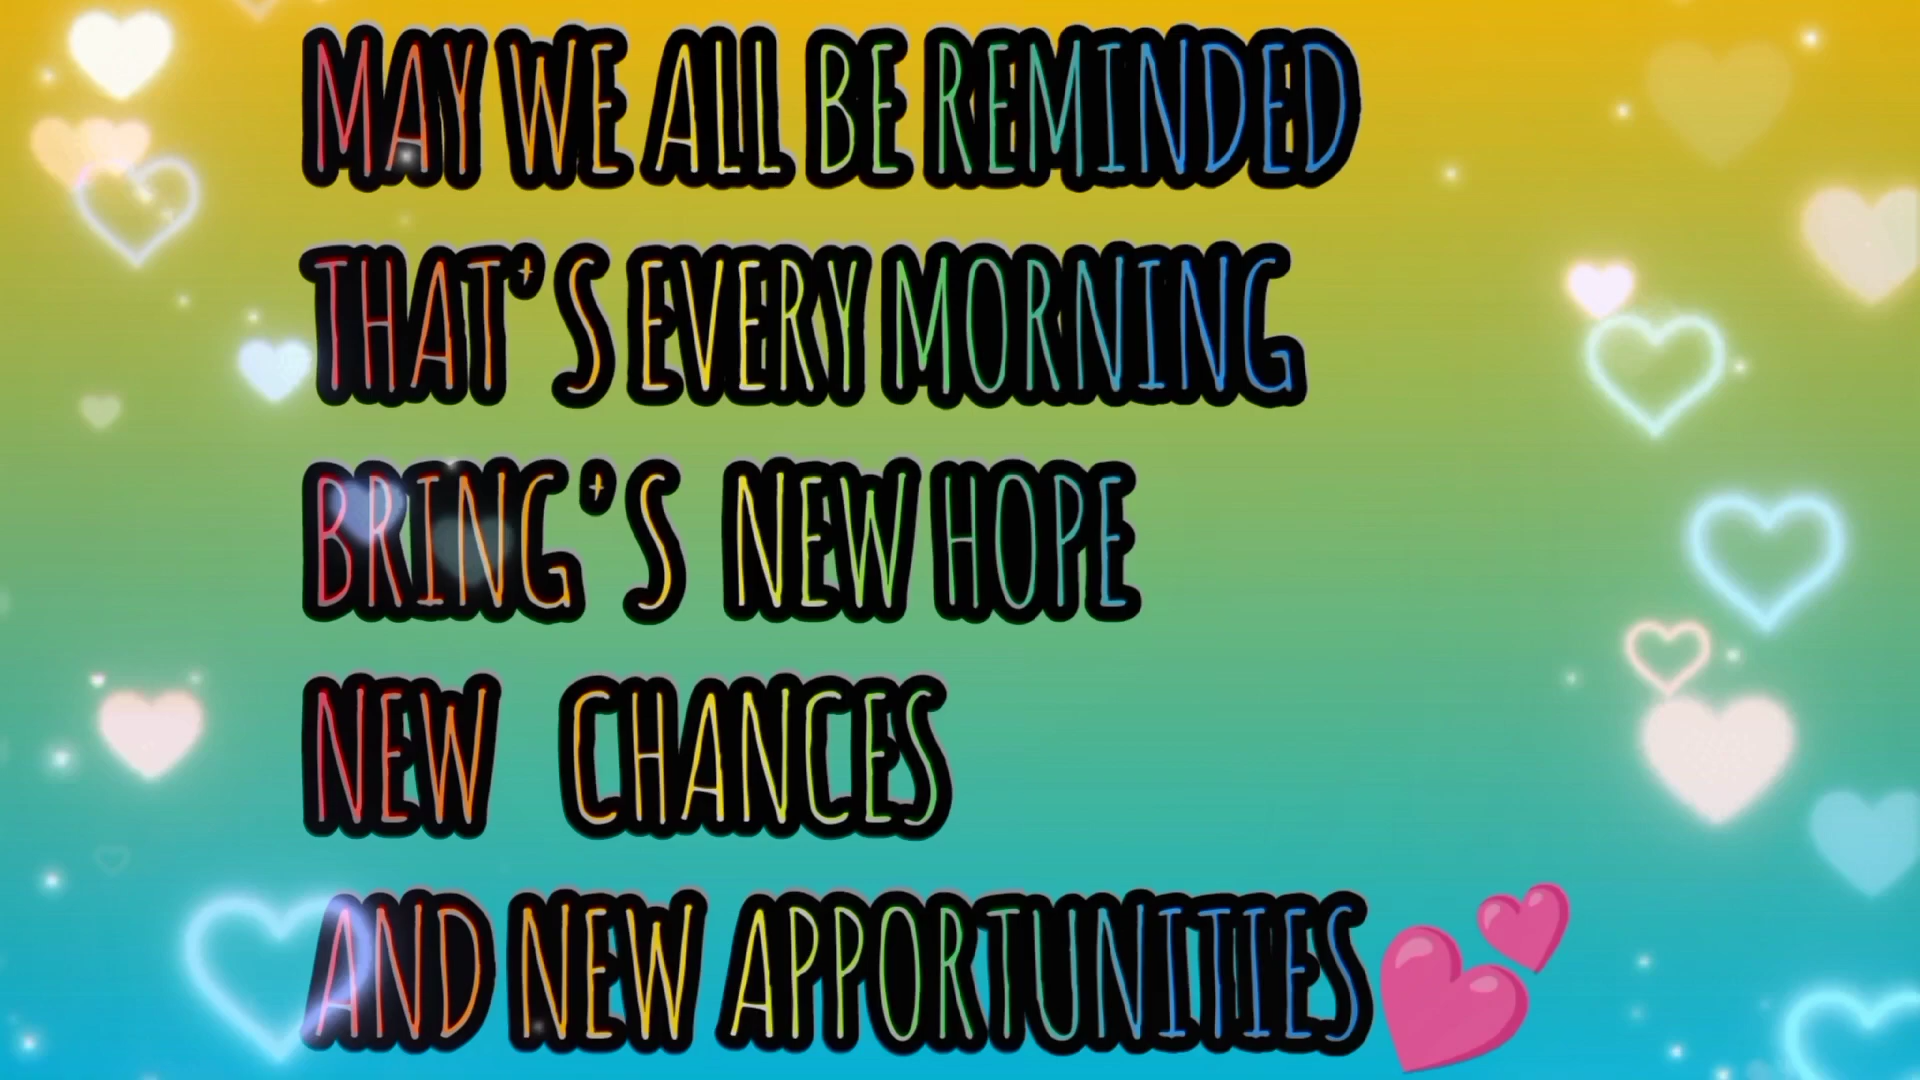 MAY WE ALL BE REMINDED
THAT'S EVERY MORNING
BRING'S NEW HOPE
NEW CHANCES
AND NEW APPORTUNITIES